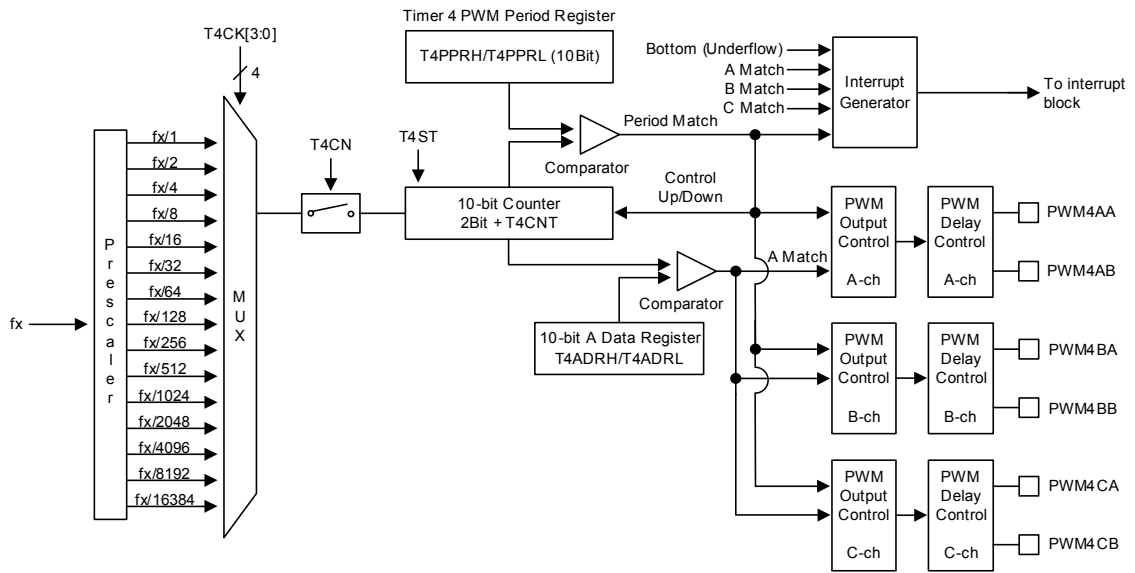 Timer 4 PWM Period Register
T4CK[3:0]
T4PPRH/T4PPRL (10Bit)
4
Bottom (Underflow)
A Match
B Match
C Match
Interrupt
Generator
To interrupt
block
fx/1
fx/2
fx/4
fx/8
fx/16
fx/32
fx/64
fx/128
fx/256
fx/512
fx/1024
fx/2048
fx/4096
fx/8192
fx/16384
fx
Prescaler
MUX
T4CN
T4ST
Period Match
Comparator
10-bit Counter
2Bit + T4CNT
Control
Up/Down
A Match
Comparator
10-bit A Data Register
T4ADRH/T4ADRL
PWM
Output
Control
A-ch
PWM
Delay
Control
A-ch
PWM4AA
PWM4AB
PWM
Output
Control
B-ch
PWM
Delay
Control
B-ch
PWM4BA
PWM4BB
PWM
Output
Control
C-ch
PWM
Delay
Control
C-ch
PWM4CA
PWM4CB